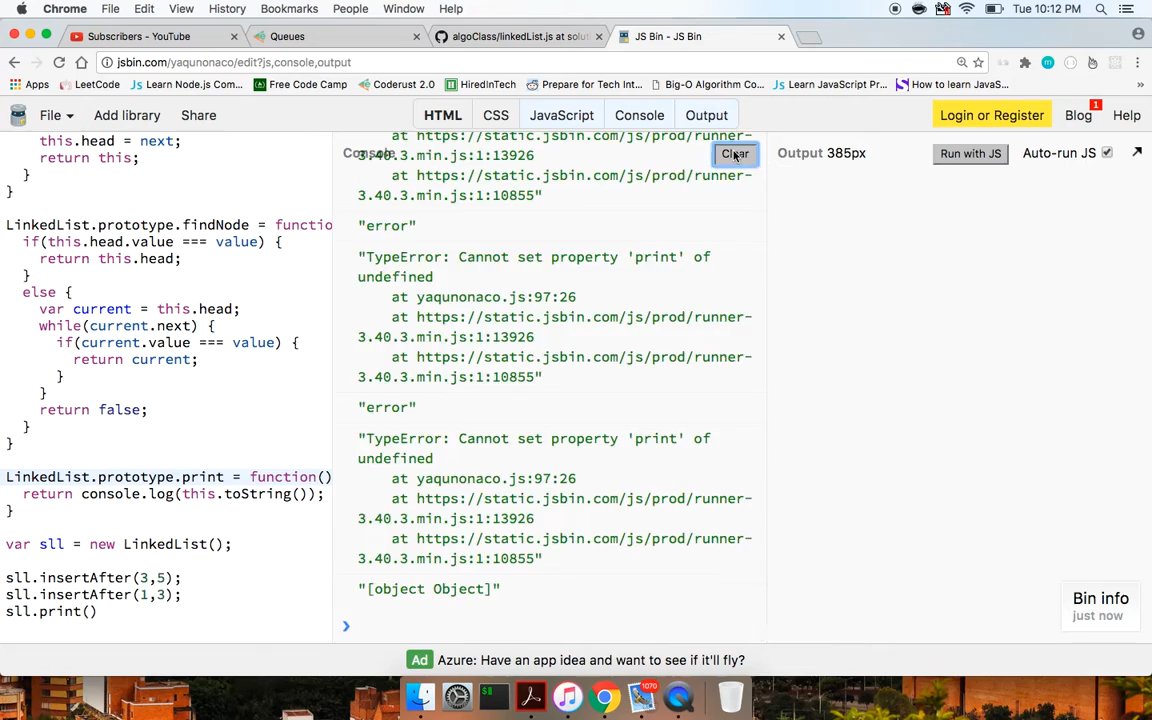 Chrome File Edit View History Bookmarks People Window Help Tue 10:12 PM
Subscribers - YouTube × Queues × algoClass/linkedList.js at solut × JS Bin - JS Bin ×
jsbin.com/yaqunonaco/edit?js,console,output
Apps LeetCode Learn Node.js Com... Free Code Camp Coderust 2.0 HiredInTech Prepare for Tech Inte... Big-O Algorithm Co... Learn JavaScript Pr... How to learn JavaS... »
File Add library Share HTML CSS JavaScript Console Output Login or Register Blog 1 Help
this.head = next;
return this;
}
}
LinkedList.prototype.findNode = functio
if(this.head.value === value) {
return this.head;
}
else {
var current = this.head;
while(current.next) {
if(current.value === value) {
return current;
}
}
return false;
}
}
LinkedList.prototype.print = function()
return console.log(this.toString());
}
var sll = new LinkedList();
sll.insertAfter(3,5);
sll.insertAfter(1,3);
sll.print()
Console Clear
at https://static.jsbin.com/js/prod/runner-
3.40.3.min.js:1:13926
at https://static.jsbin.com/js/prod/runner-
3.40.3.min.js:1:10855"
"error"
"TypeError: Cannot set property 'print' of
undefined
at yaqunonaco.js:97:26
at https://static.jsbin.com/js/prod/runner-
3.40.3.min.js:1:13926
at https://static.jsbin.com/js/prod/runner-
3.40.3.min.js:1:10855"
"error"
"TypeError: Cannot set property 'print' of
undefined
at yaqunonaco.js:97:26
at https://static.jsbin.com/js/prod/runner-
3.40.3.min.js:1:13926
at https://static.jsbin.com/js/prod/runner-
3.40.3.min.js:1:10855"
"[object Object]"
Output 385px Run with JS Auto-run JS
Bin info
just now
Ad Azure: Have an app idea and want to see if it'll fly?
1070